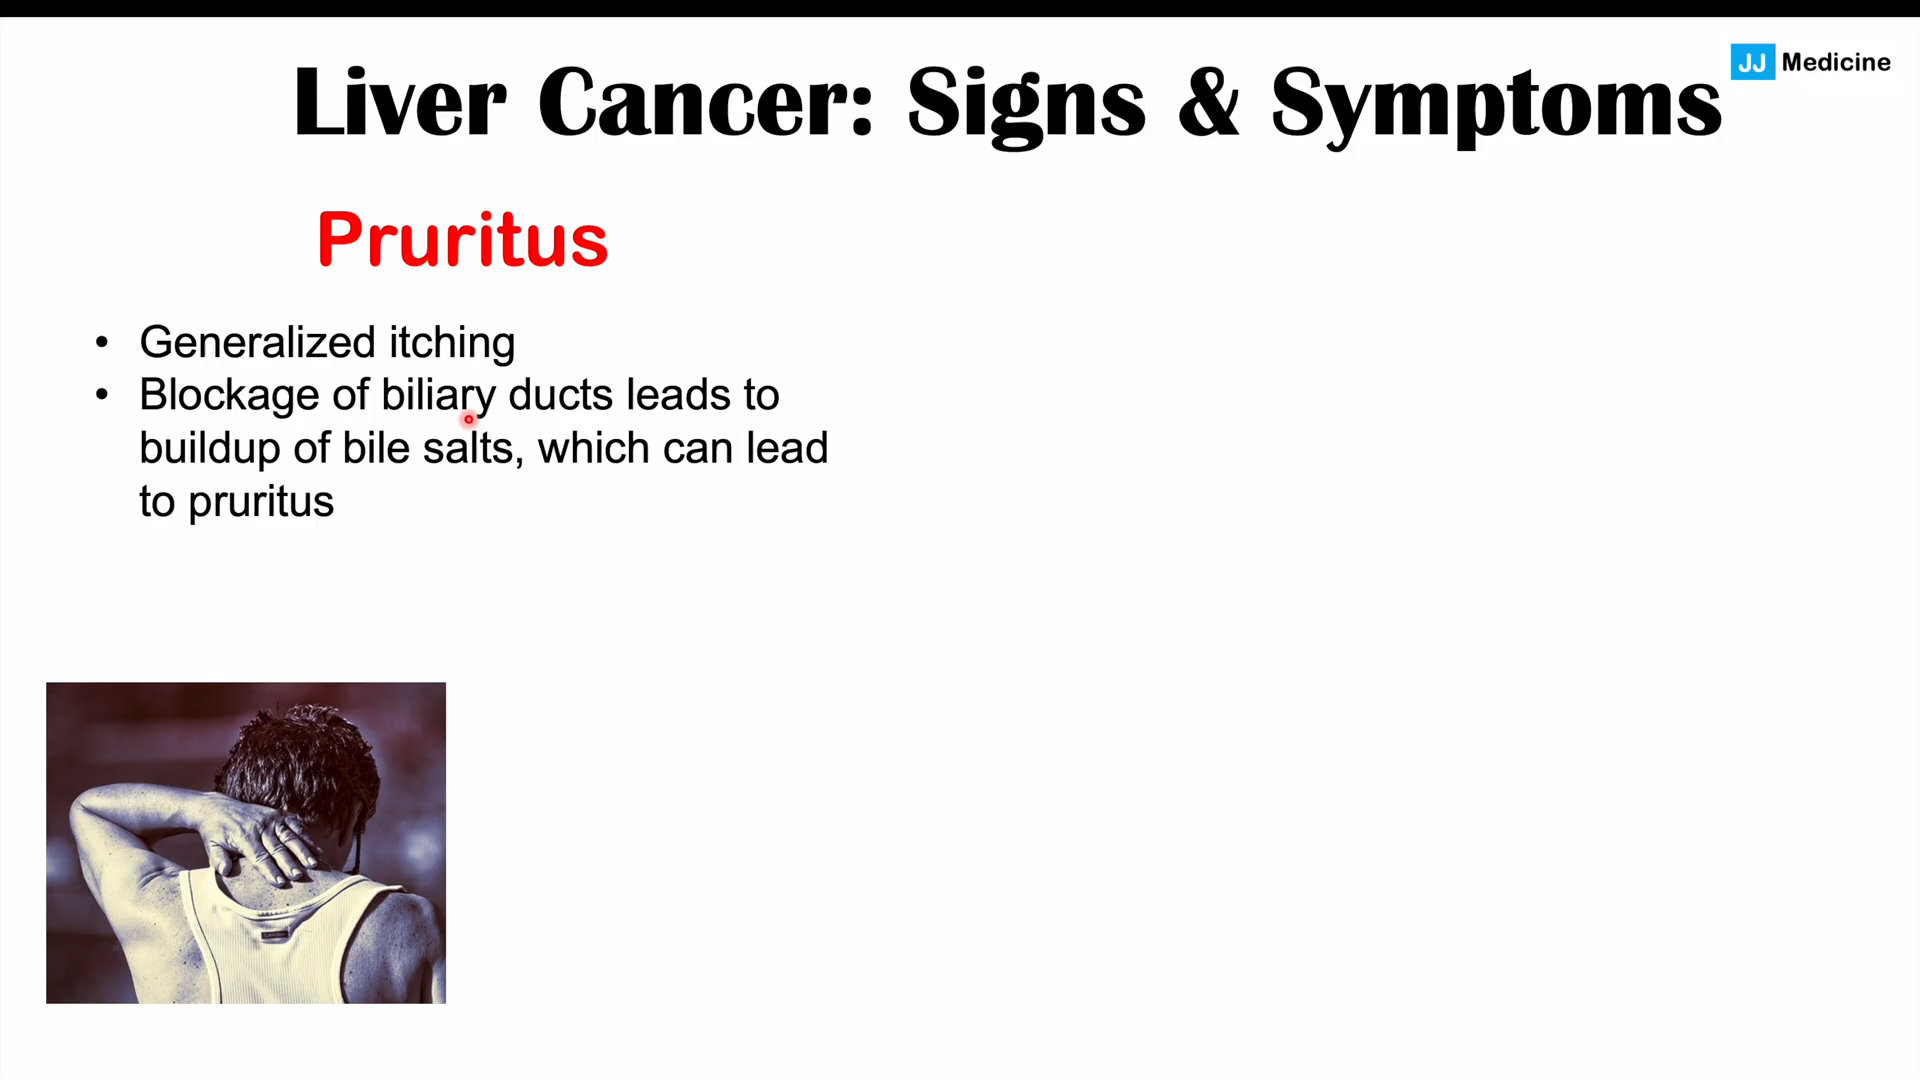 JJ Medicine
Liver Cancer: Signs & Symptoms
Pruritus
• Generalized itching
• Blockage of biliary ducts leads to
buildup of bile salts, which can lead
to pruritus